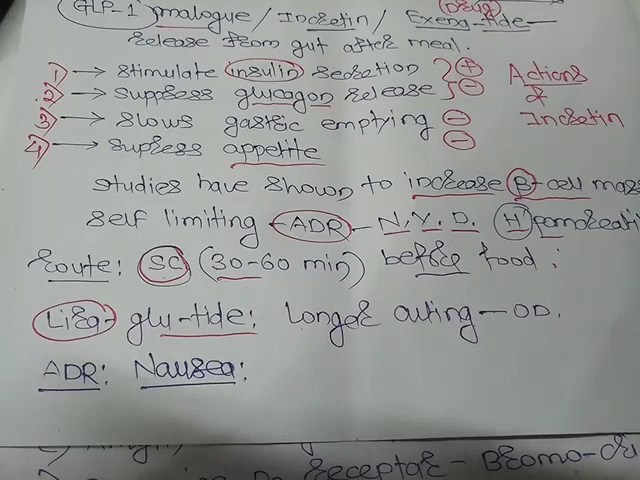 Drug
GLP-1 analogue / Incretin / Exena-tide —
release from gut after meal.
1) → stimulate insulin secretion } +
2) → suppress glucagon release } − Actions
3) → slows gastric emptying − of
4) → supress appetite − Incretin
studies have shown to increase β-cell mass
self limiting - ADR - N.V.D. (H)
Route: SC (30-60 min) before food :
Lira- glu-tide: Longer acting — OD.
ADR: Nausea:
Receptor - Bromo-cri